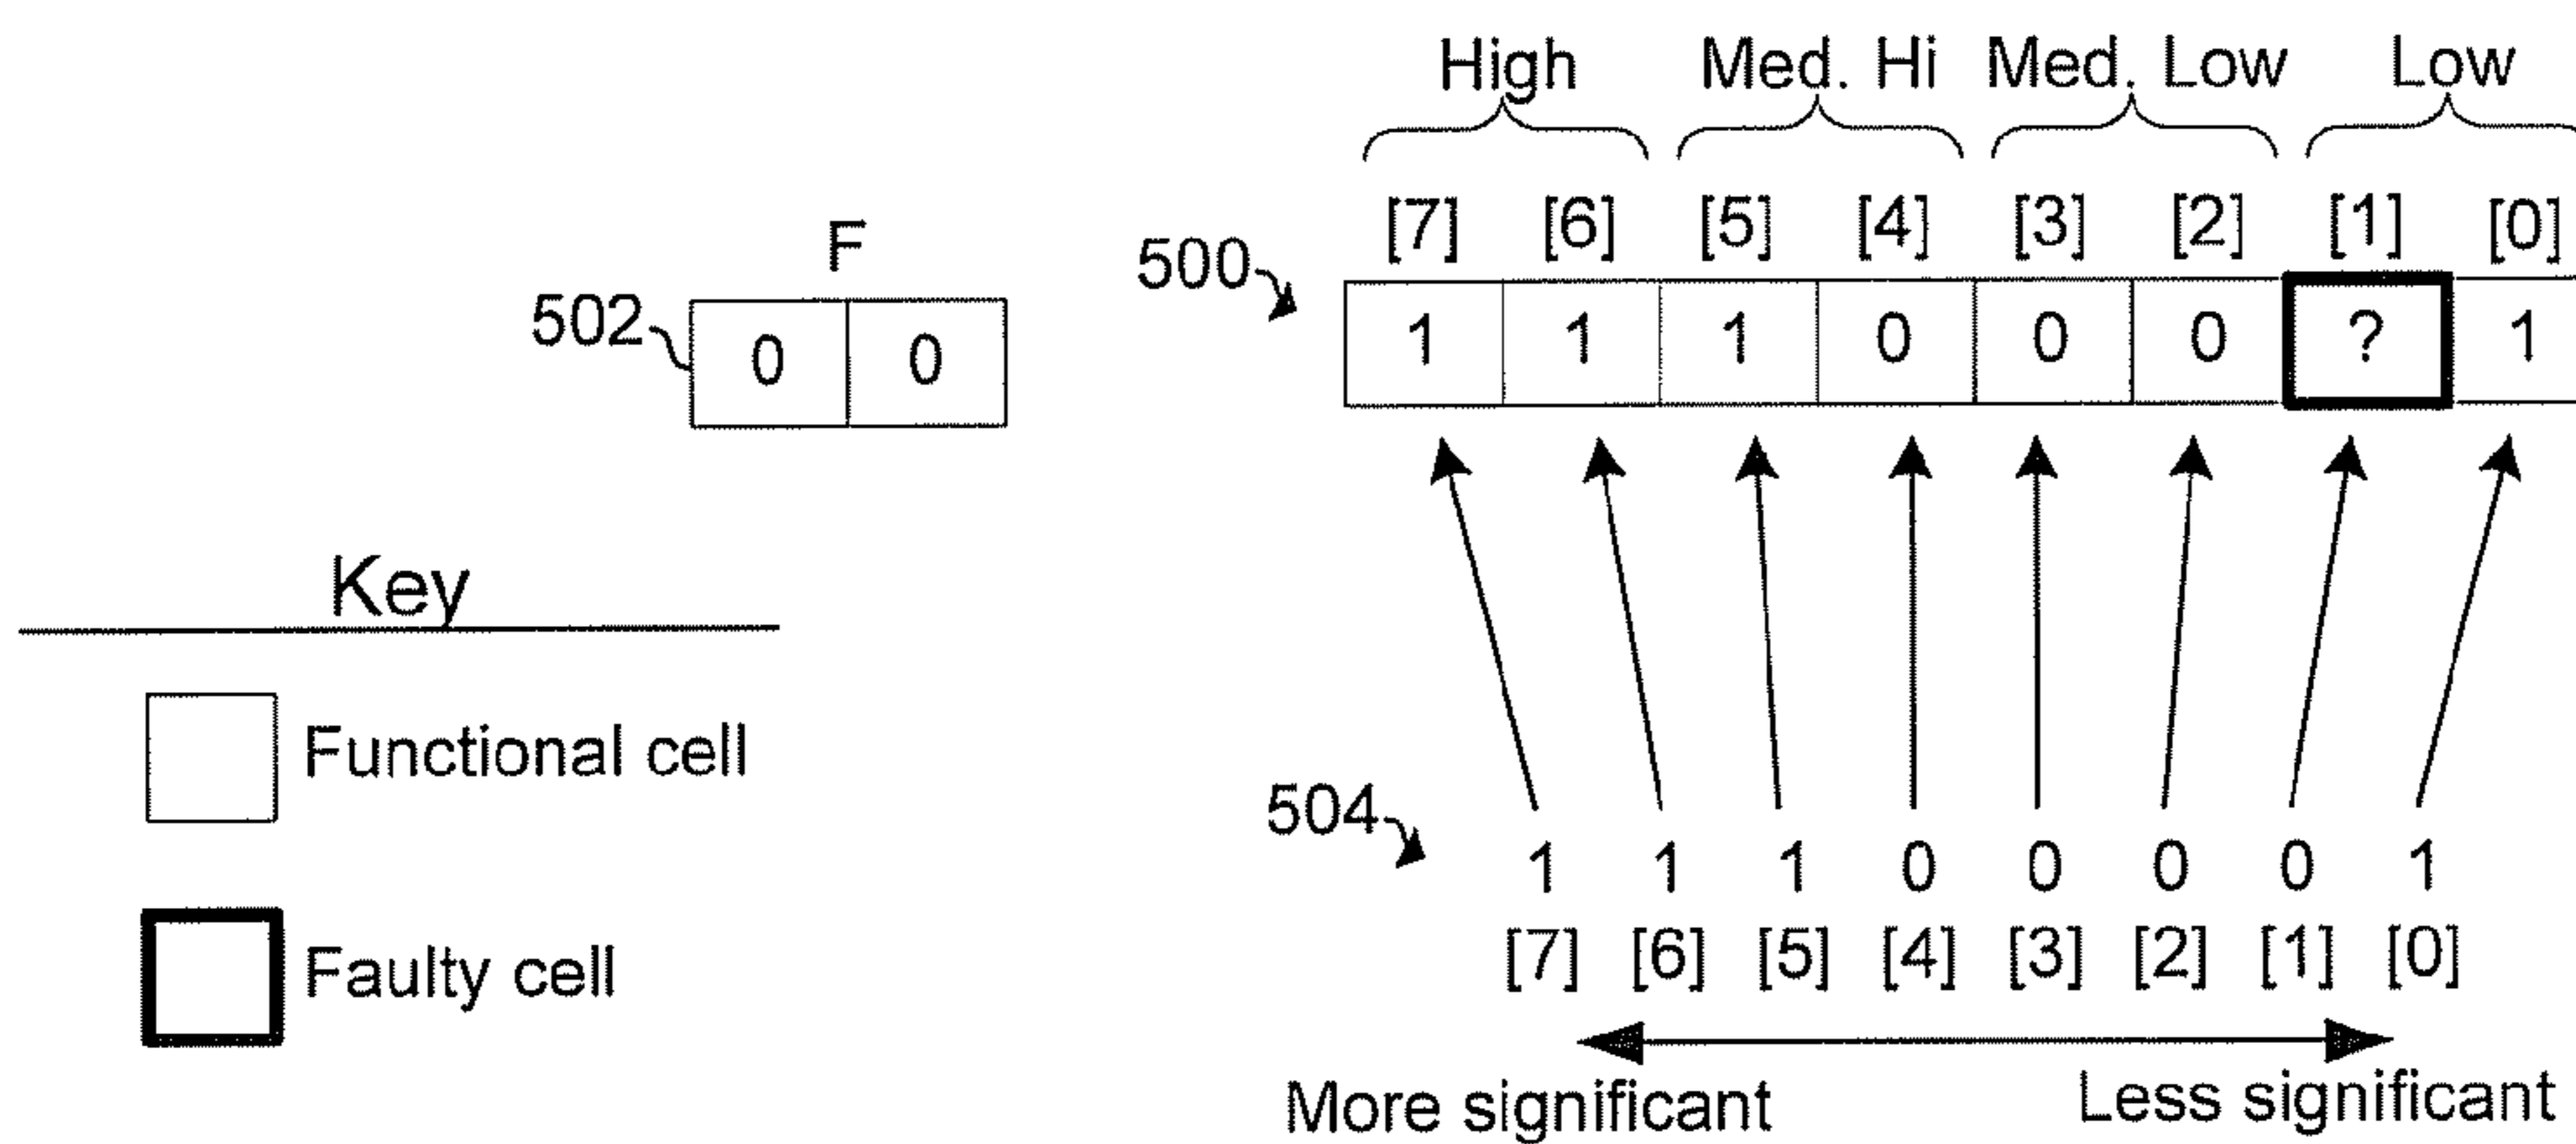 High Med. Hi Med. Low Low
[7] [6] [5] [4] [3] [2] [1] [0]
F
500
1 1 1 0 0 0 ? 1
502
0 0
Key
Functional cell
Faulty cell
504
1 1 1 0 0 0 0 1
[7] [6] [5] [4] [3] [2] [1] [0]
More significant Less significant